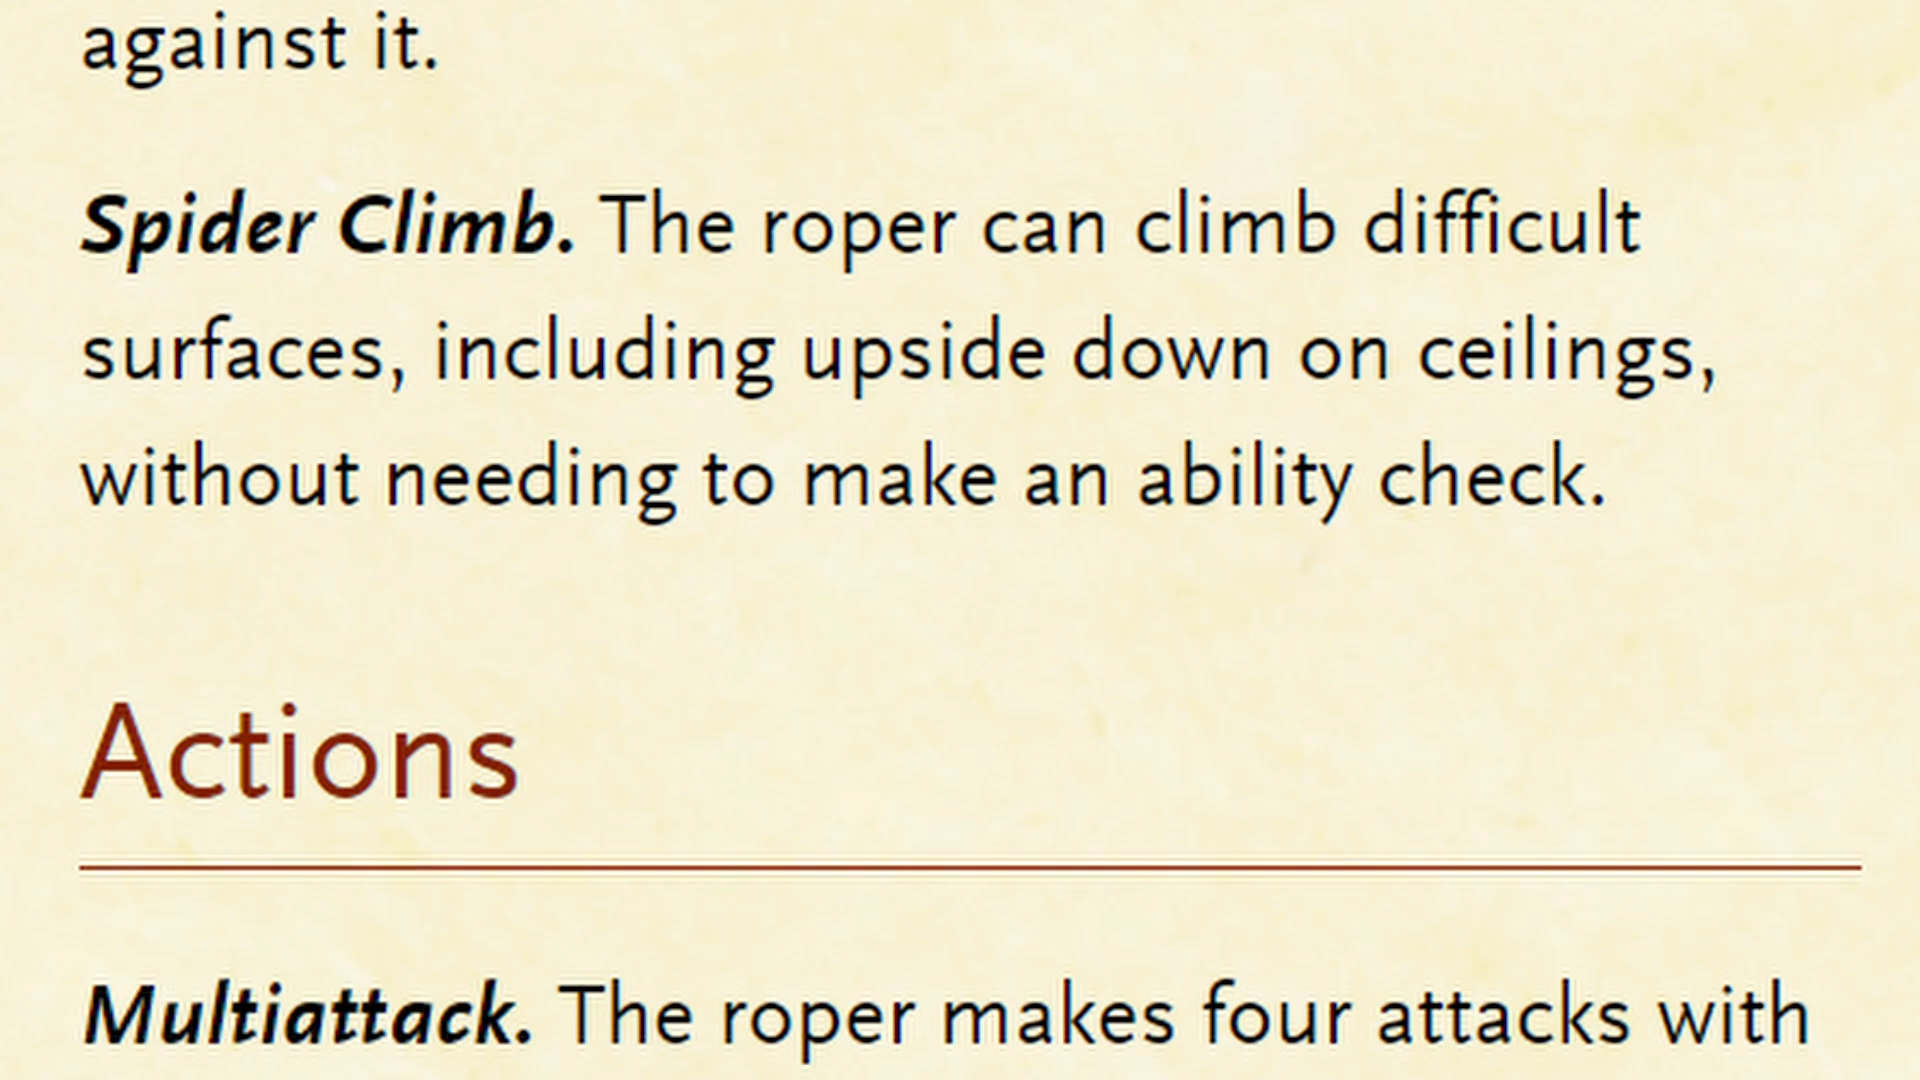 against it.
Spider Climb. The roper can climb difficult
surfaces, including upside down on ceilings,
without needing to make an ability check.
Actions
Multiattack. The roper makes four attacks with